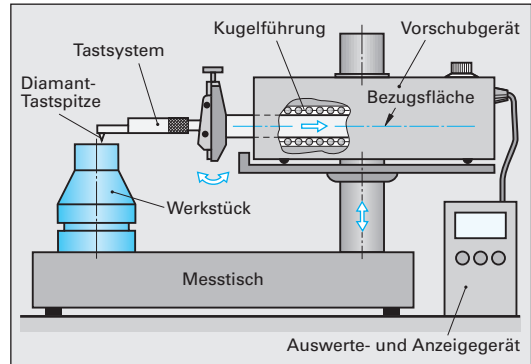 Kugelführung
Vorschubgerät
Tastsystem
Bezugsfläche
Diamant-
Tastspitze
Werkstück
Messtisch
Auswerte- und Anzeigegerät